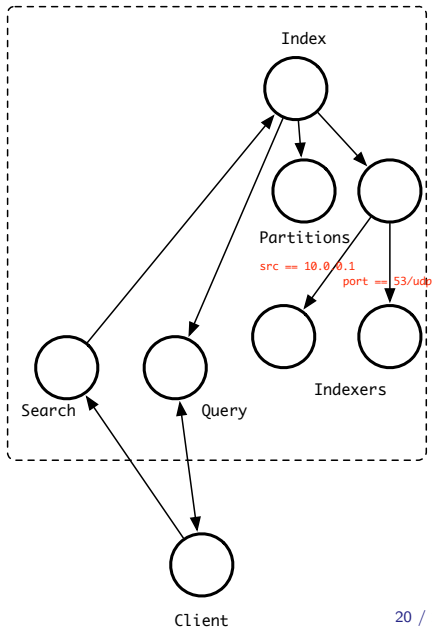 Index
Partitions
src == 10.0.0.1
port == 53/udp
Indexers
Search
Query
Client
20 /